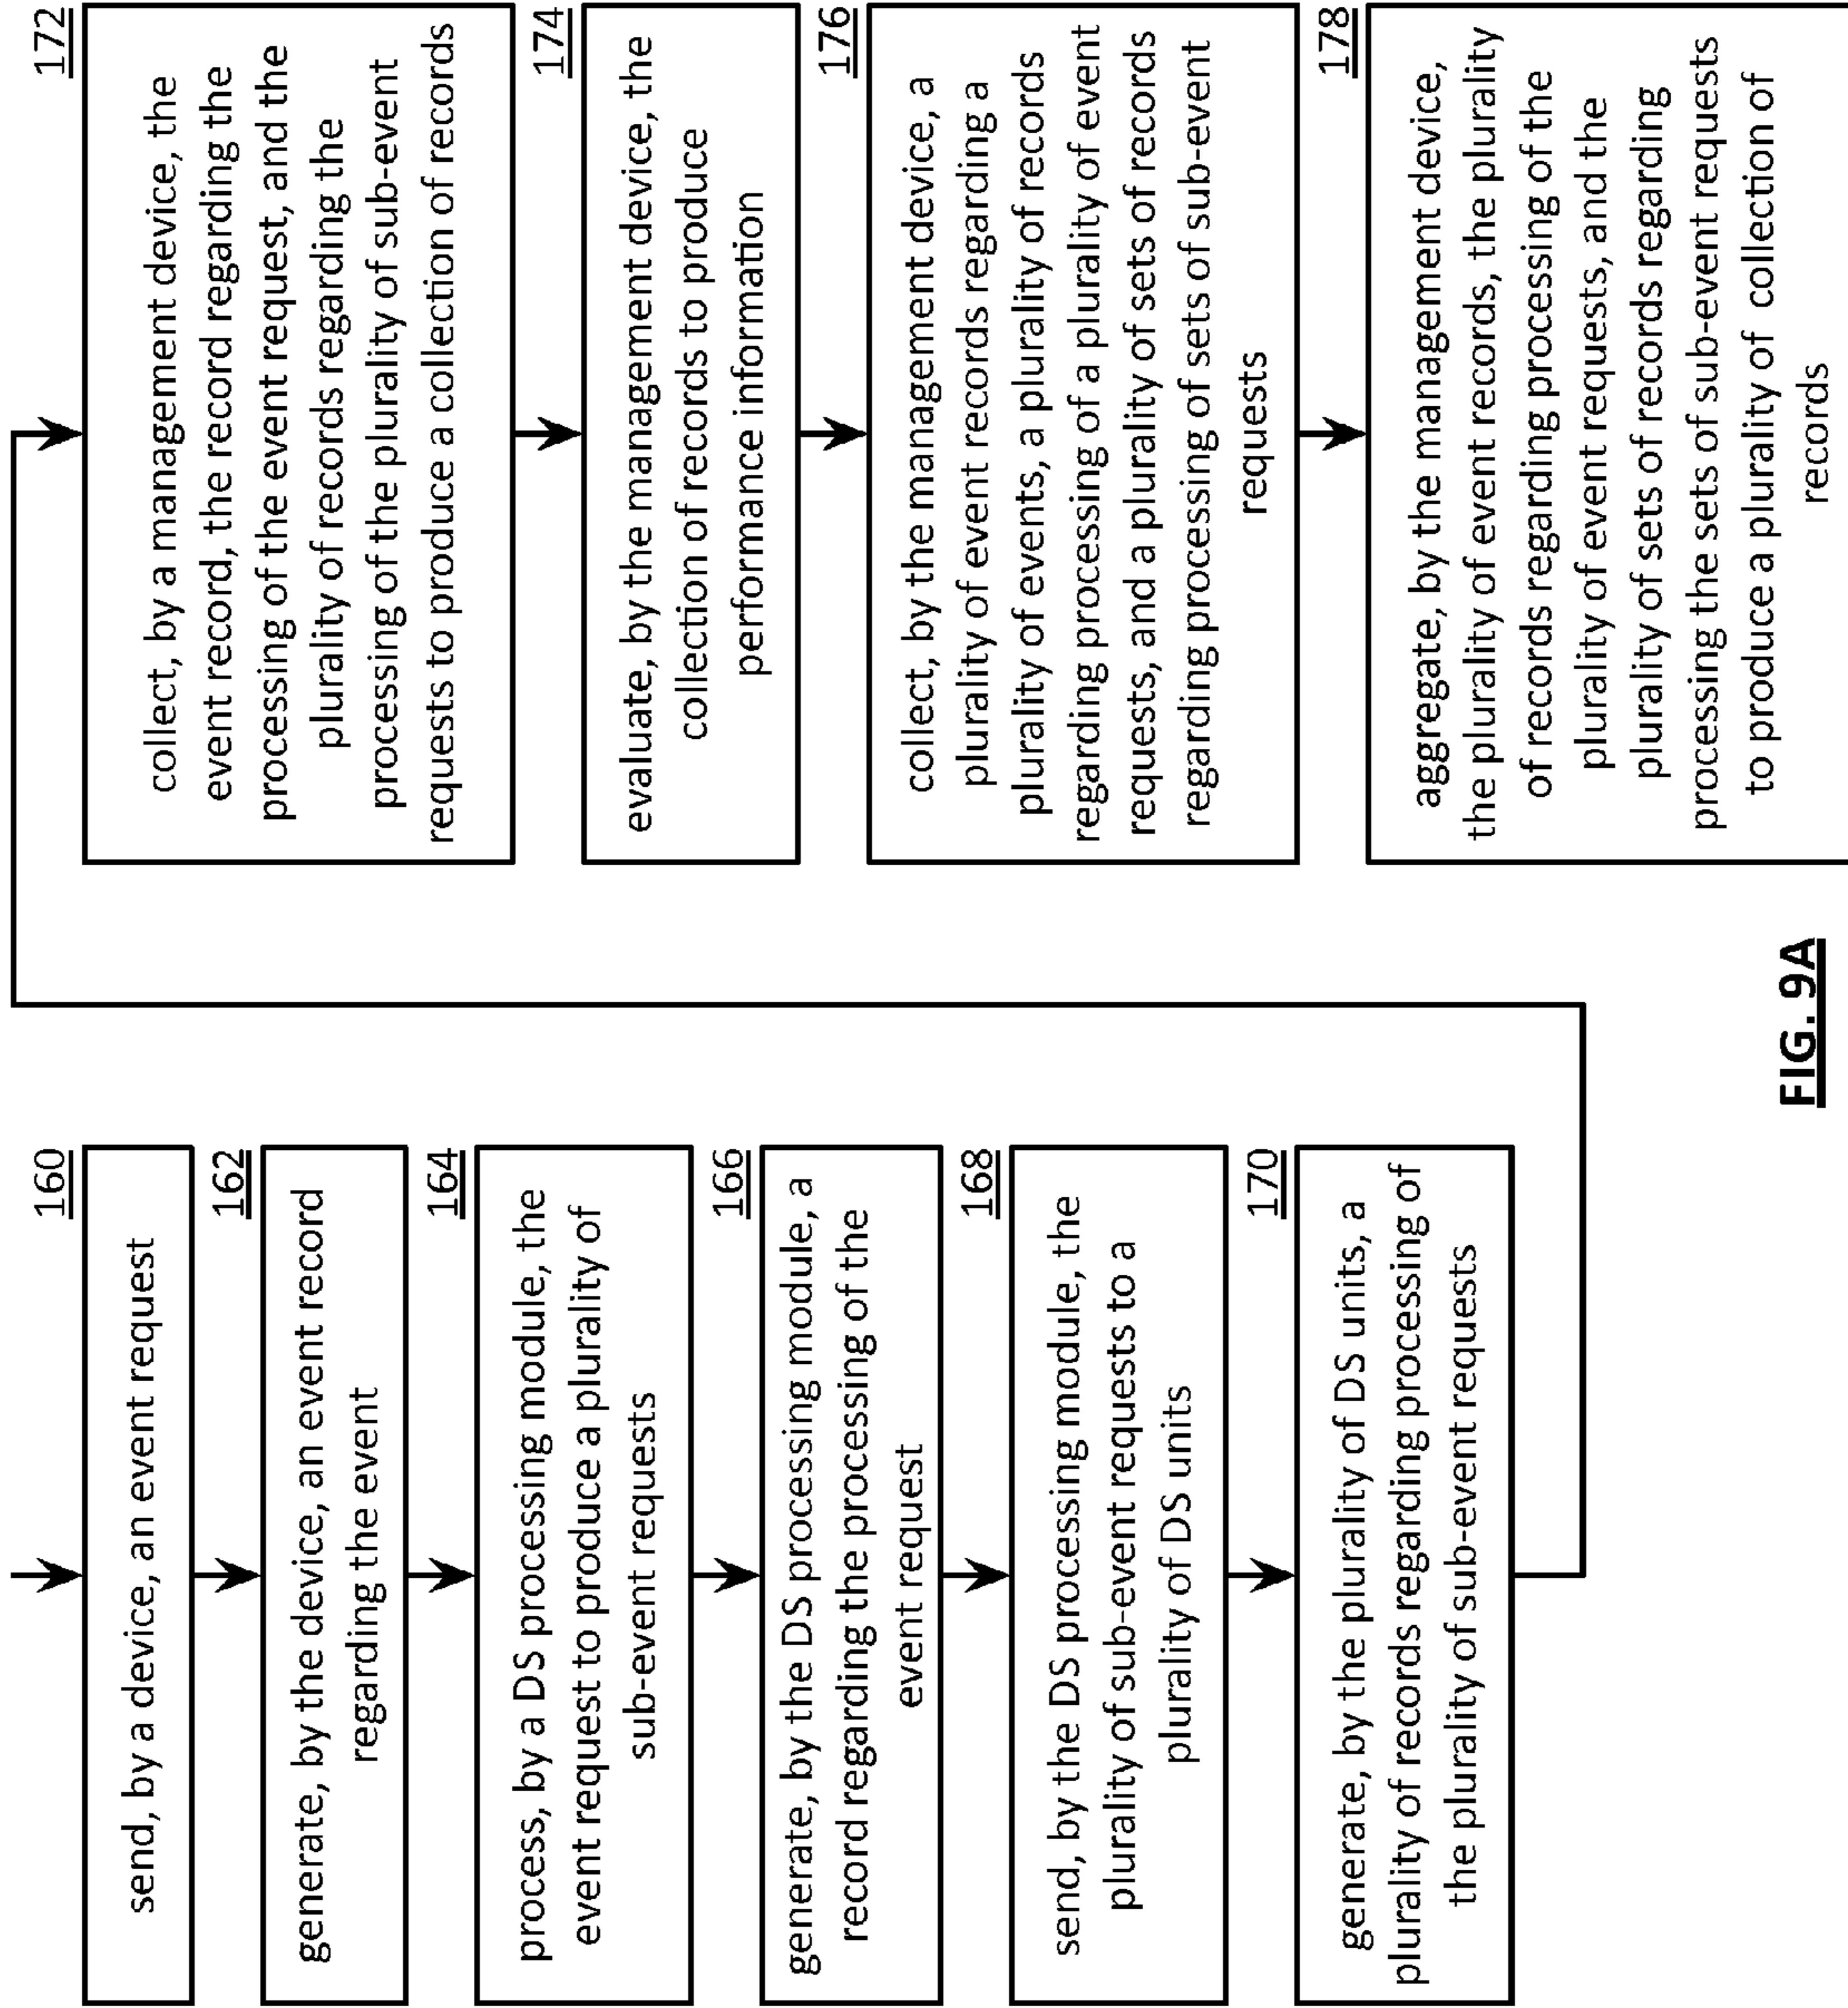 160
send, by a device, an event request
162
generate, by the device, an event record
regarding the event
164
process, by a DS processing module, the
event request to produce a plurality of
sub-event requests
166
generate, by the DS processing module, a
record regarding the processing of the
event request
168
send, by the DS processing module, the
plurality of sub-event requests to a
plurality of DS units
170
generate, by the plurality of DS units, a
plurality of records regarding processing of
the plurality of sub-event requests
172
collect, by a management device, the
event record, the record regarding the
processing of the event request, and the
plurality of records regarding the
processing of the plurality of sub-event
requests to produce a collection of records
174
evaluate, by the management device, the
collection of records to produce
performance information
176
collect, by the management device, a
plurality of event records regarding a
plurality of events, a plurality of records
regarding processing of a plurality of event
requests, and a plurality of sets of records
regarding processing of sets of sub-event
requests
178
aggregate, by the management device,
the plurality of event records, the plurality
of records regarding processing of the
plurality of event requests, and the
plurality of sets of records regarding
processing the sets of sub-event requests
to produce a plurality of collection of
records
FIG. 9A